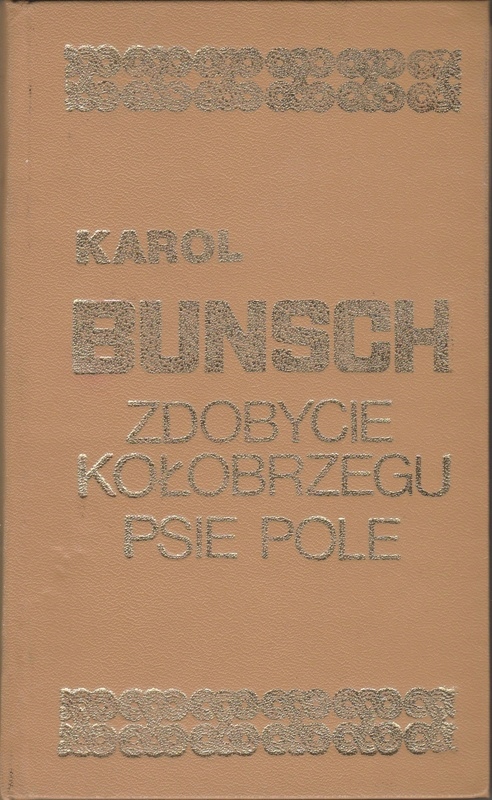 KAROL
BUNSCH
ZDOBYCIE
KOŁOBRZEGU
PSIE POLE